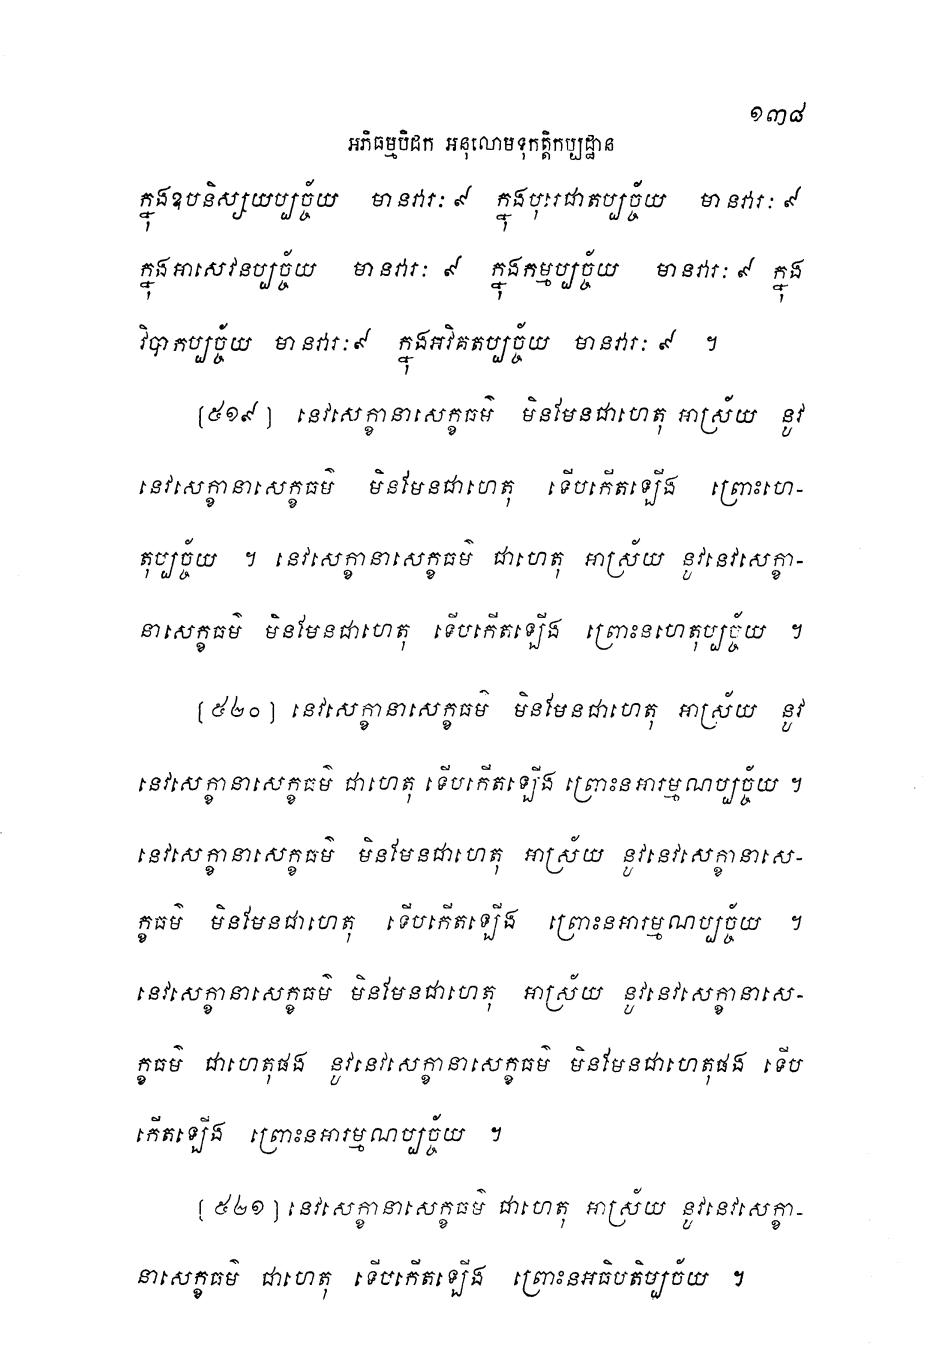 ១៣៨
អភិធម្មបិដក អនុលោមទុកត្តិកប្បដ្ឋាន
ក្នុងឧបនិស្សយប្បច្ច័យ មានវារៈ ៩ ក្នុងបុរេជាតប្បច្ច័យ មានវារៈ ៩
ក្នុងអាសេវនប្បច្ច័យ មានវារៈ ៩ ក្នុងកម្មប្បច្ច័យ មានវារៈ ៩ ក្នុង
វិបាកប្បច្ច័យ មានវារៈ ៩ ក្នុងអវិគតប្បច្ច័យ មានវារៈ ៩ ។
(៥១៩) នេវសេក្ខានាសេក្ខធម៌ មិនមែនជាហេតុ អាស្រ័យ នូវ
នេវសេក្ខានាសេក្ខធម៌ មិនមែនជាហេតុ ទើបកើតឡើង ព្រោះហេ-
តុប្បច្ច័យ ។ នេវសេក្ខានាសេក្ខធម៌ ជាហេតុ អាស្រ័យ នូវនេវសេក្ខា-
នាសេក្ខធម៌ មិនមែនជាហេតុ ទើបកើតឡើង ព្រោះនហេតុប្បច្ច័យ ។
(៥២០) នេវសេក្ខានាសេក្ខធម៌ មិនមែនជាហេតុ អាស្រ័យ នូវ
នេវសេក្ខានាសេក្ខធម៌ ជាហេតុ ទើបកើតឡើង ព្រោះនអារម្មណប្បច្ច័យ ។
នេវសេក្ខានាសេក្ខធម៌ មិនមែនជាហេតុ អាស្រ័យ នូវនេវសេក្ខានាសេ-
ក្ខធម៌ មិនមែនជាហេតុ ទើបកើតឡើង ព្រោះនអារម្មណប្បច្ច័យ ។
នេវសេក្ខានាសេក្ខធម៌ មិនមែនជាហេតុ អាស្រ័យ នូវនេវសេក្ខានាសេ-
ក្ខធម៌ ជាហេតុផង នូវនេវសេក្ខានាសេក្ខធម៌ មិនមែនជាហេតុផង ទើប
កើតឡើង ព្រោះនអារម្មណប្បច្ច័យ ។
(៥២១) នេវសេក្ខានាសេក្ខធម៌ ជាហេតុ អាស្រ័យ នូវនេវសេក្ខា-
នាសេក្ខធម៌ ជាហេតុ ទើបកើតឡើង ព្រោះនអធិបតិប្បច័យ ។